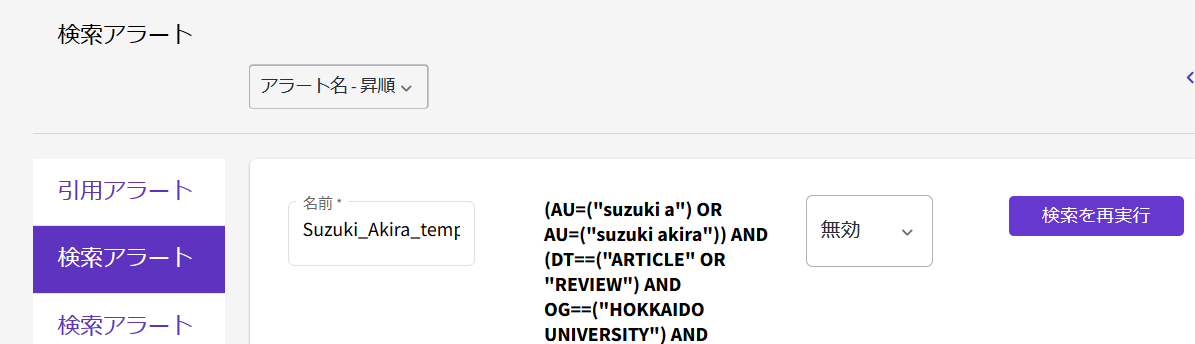 検索アラート
アラート名 - 昇順
引用アラート
検索アラート
検索アラート
名前 *
Suzuki_Akira_temp
(AU=("suzuki a") OR
AU=("suzuki akira")) AND
(DT==("ARTICLE" OR
"REVIEW") AND
OG==("HOKKAIDO
UNIVERSITY") AND
無効
検索を再実行